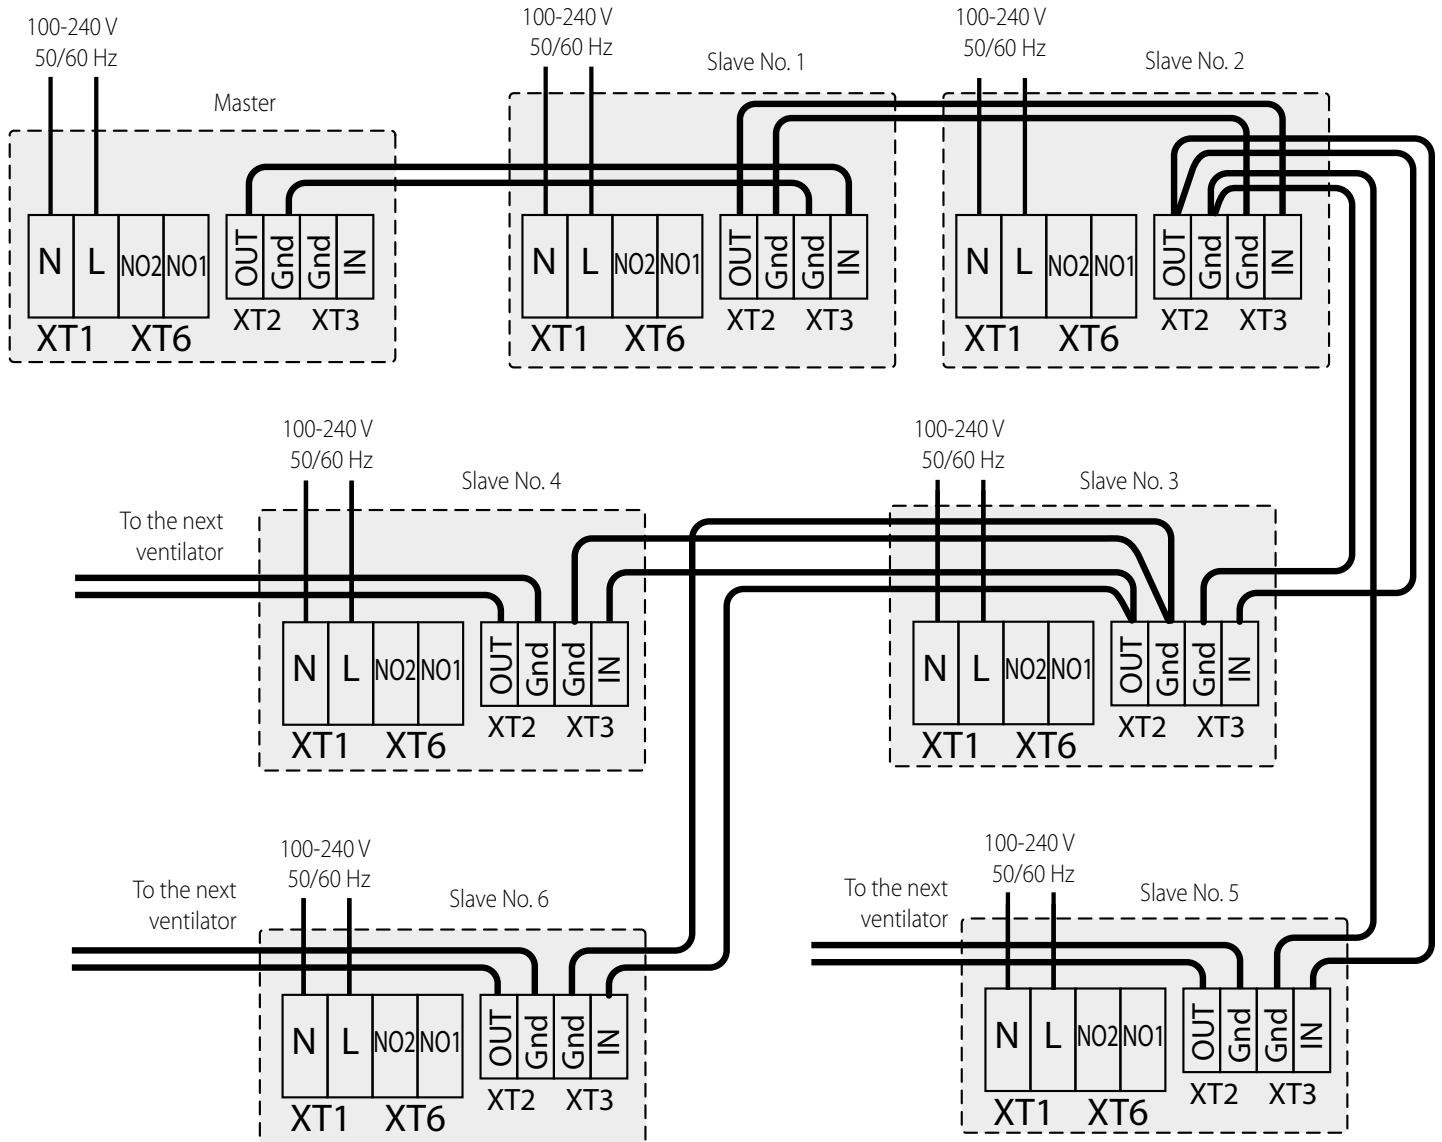 100-240 V
50/60 Hz
Master
N L NO2 NO1 OUT Gnd Gnd IN
XT1 XT6 XT2 XT3
100-240 V
50/60 Hz
Slave No. 1
N L NO2 NO1 OUT Gnd Gnd IN
XT1 XT6 XT2 XT3
100-240 V
50/60 Hz
Slave No. 2
N L NO2 NO1 OUT Gnd Gnd IN
XT1 XT6 XT2 XT3
100-240 V
50/60 Hz
Slave No. 4
To the next
ventilator
N L NO2 NO1 OUT Gnd Gnd IN
XT1 XT6 XT2 XT3
100-240 V
50/60 Hz
Slave No. 3
N L NO2 NO1 OUT Gnd Gnd IN
XT1 XT6 XT2 XT3
100-240 V
50/60 Hz
Slave No. 6
To the next
ventilator
N L NO2 NO1 OUT Gnd Gnd IN
XT1 XT6 XT2 XT3
100-240 V
50/60 Hz
Slave No. 5
To the next
ventilator
N L NO2 NO1 OUT Gnd Gnd IN
XT1 XT6 XT2 XT3